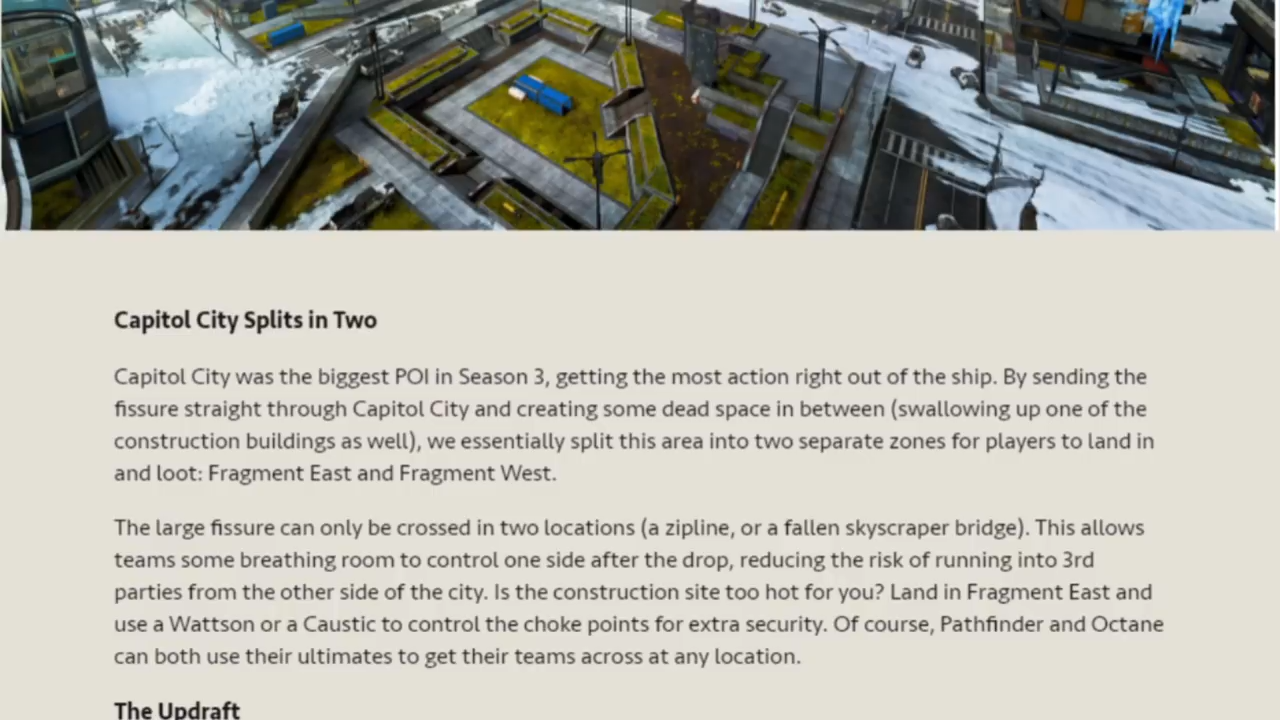 Capitol City Splits in Two
Capitol City was the biggest POI in Season 3, getting the most action right out of the ship. By sending the
fissure straight through Capitol City and creating some dead space in between (swallowing up one of the
construction buildings as well), we essentially split this area into two separate zones for players to land in
and loot: Fragment East and Fragment West.
The large fissure can only be crossed in two locations (a zipline, or a fallen skyscraper bridge). This allows
teams some breathing room to control one side after the drop, reducing the risk of running into 3rd
parties from the other side of the city. Is the construction site too hot for you? Land in Fragment East and
use a Wattson or a Caustic to control the choke points for extra security. Of course, Pathfinder and Octane
can both use their ultimates to get their teams across at any location.
The Updraft